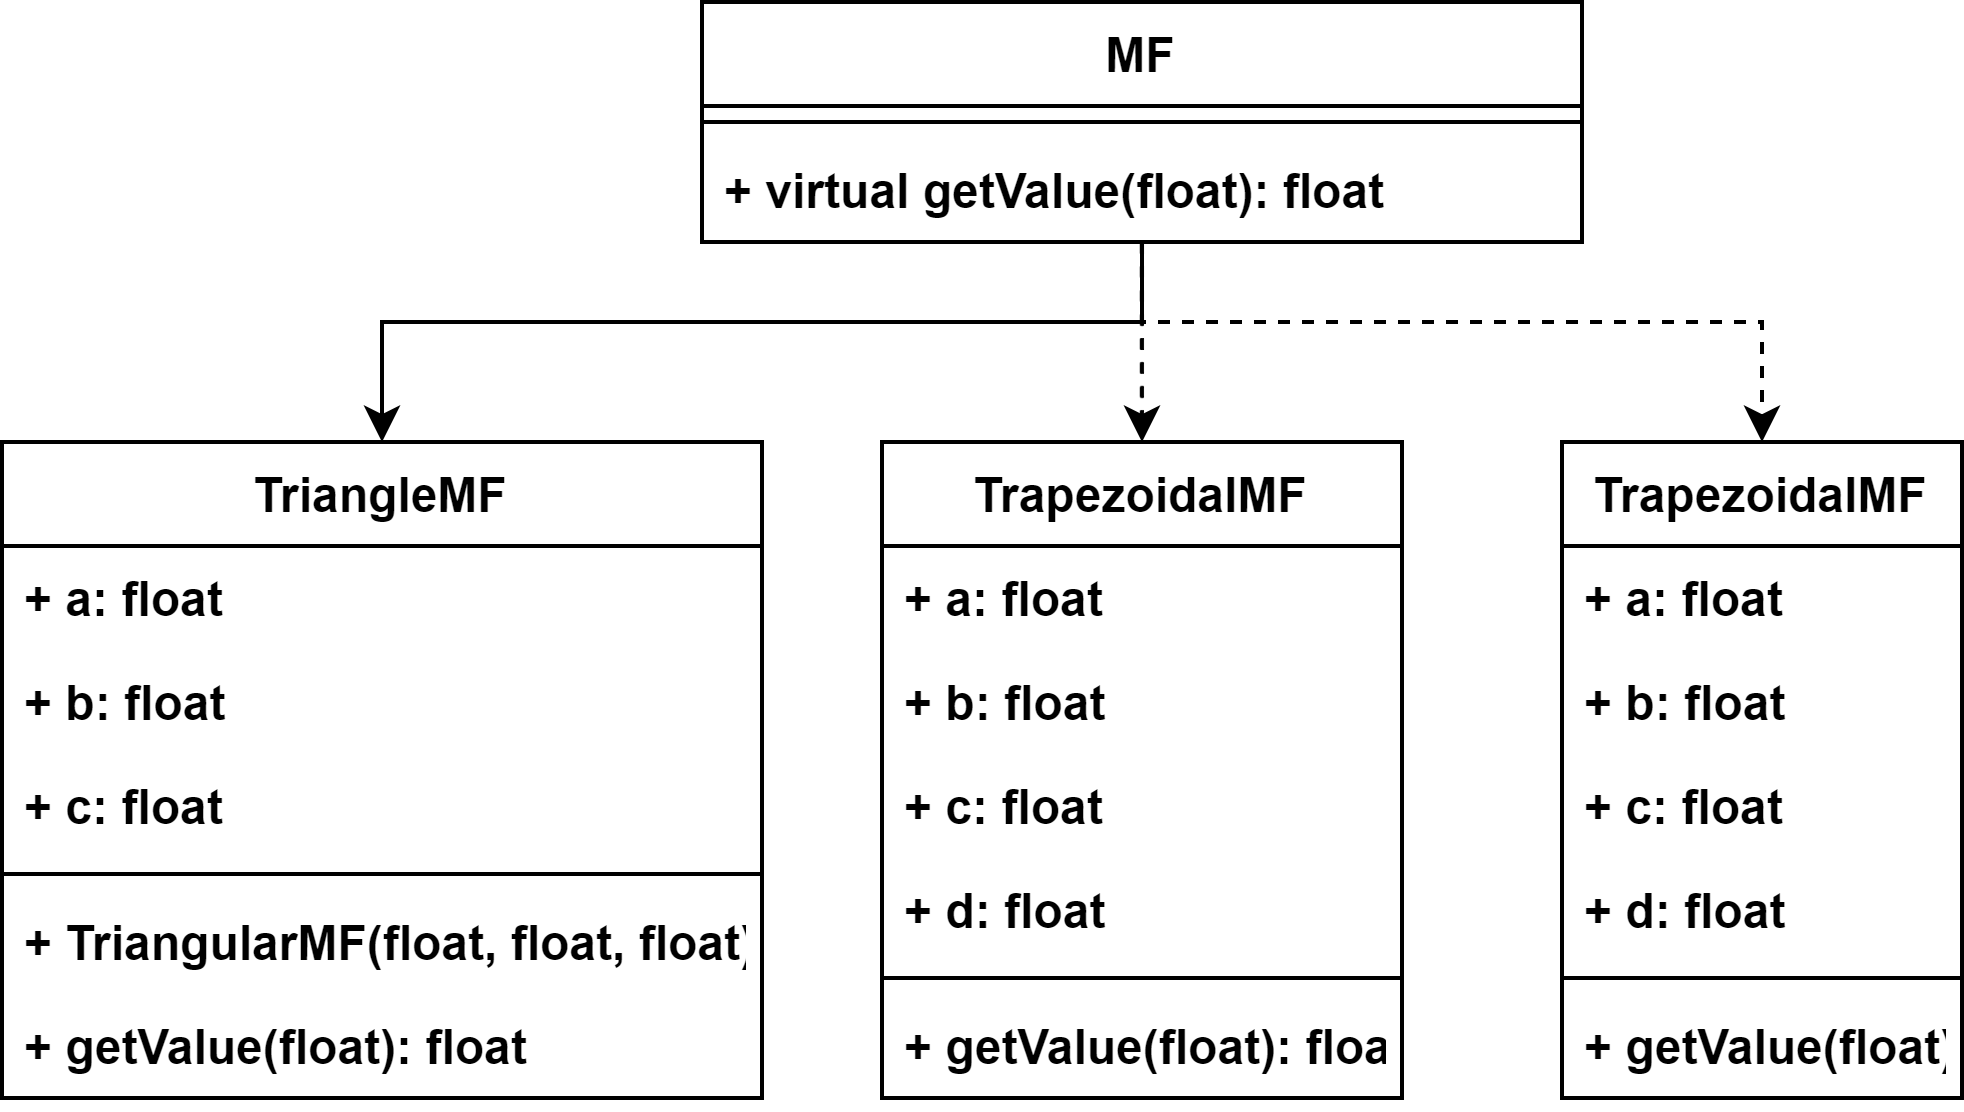 MF
+ virtual getValue(float): float
TriangleMF
+ a: float
+ b: float
+ c: float
+ TriangularMF(float, float, float)
+ getValue(float): float
TrapezoidalMF
+ a: float
+ b: float
+ c: float
+ d: float
+ getValue(float): floa
TrapezoidalMF
+ a: float
+ b: float
+ c: float
+ d: float
+ getValue(float)